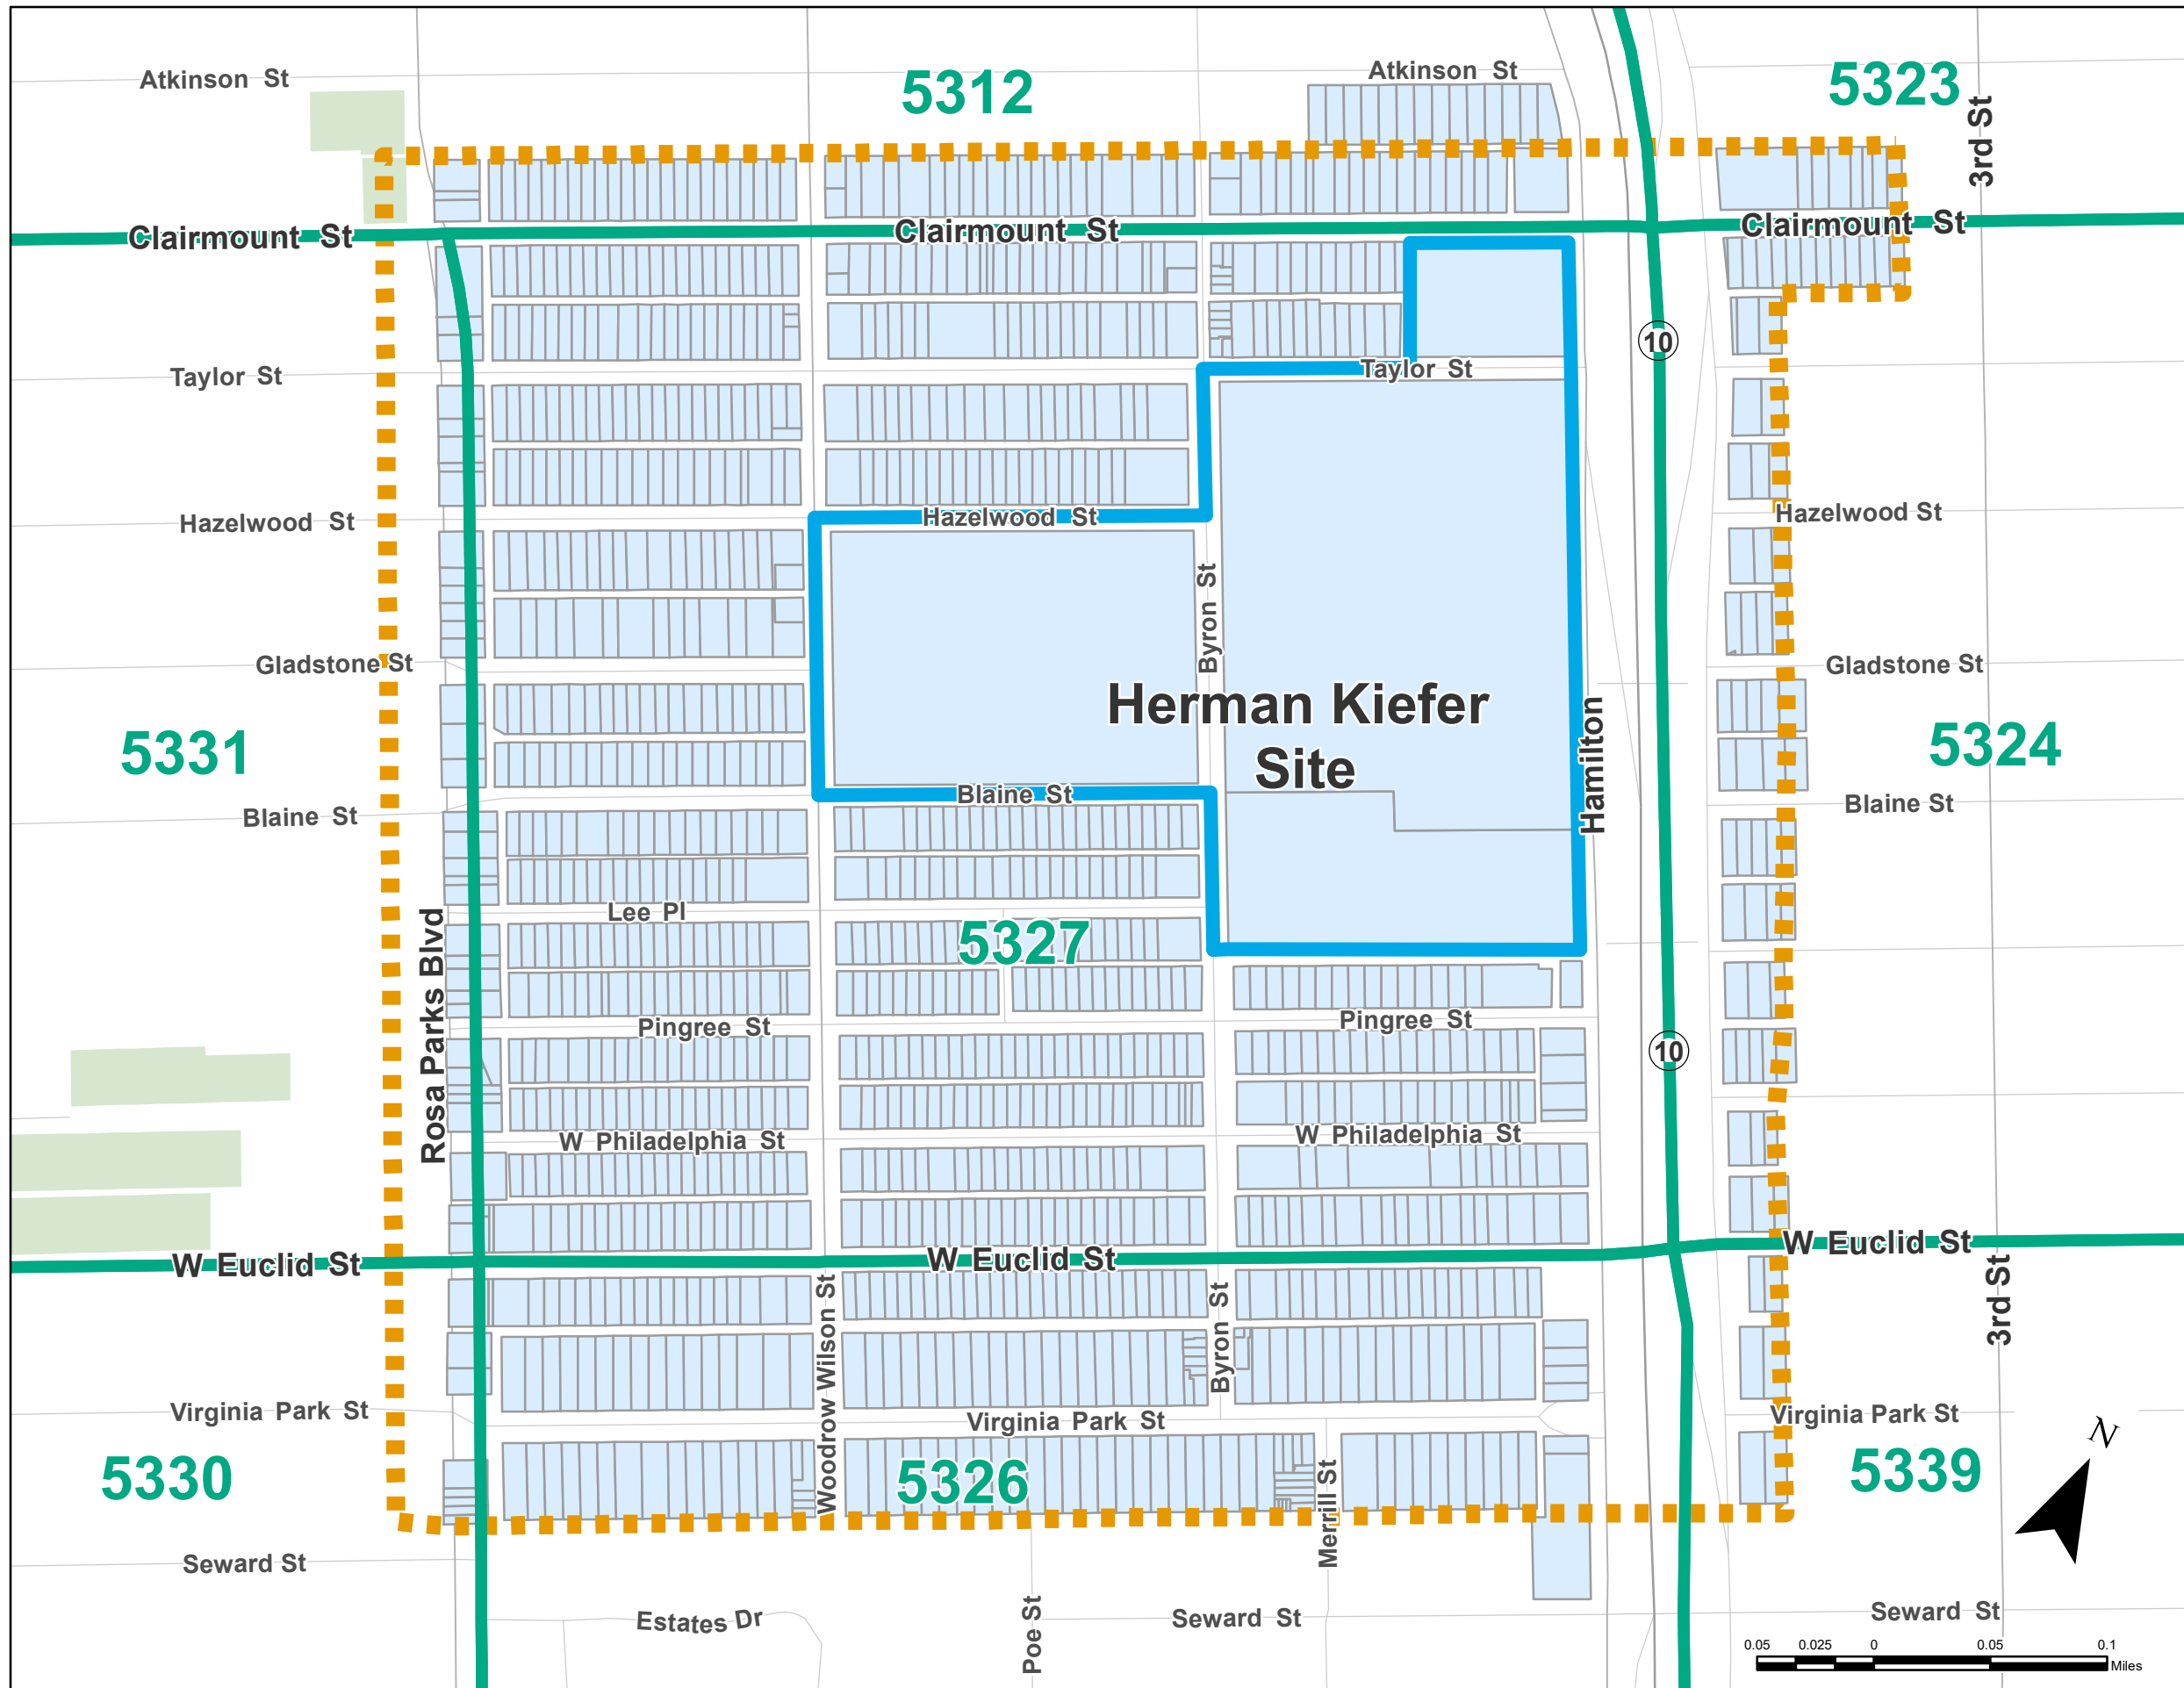 Atkinson St
Atkinson St
5312
5323
3rd St
Clairmount St
Clairmount St
Clairmount St
10
Taylor St
Taylor St
Hazelwood St
Hazelwood St
Hazelwood St
Byron St
Gladstone St
Gladstone St
Herman Kiefer
Site
Hamilton
5331
5324
Blaine St
Blaine St
Blaine St
Lee Pl
5327
Rosa Parks Blvd
Pingree St
Pingree St
10
W Philadelphia St
W Philadelphia St
W Euclid St
W Euclid St
W Euclid St
3rd St
Woodrow Wilson St
Byron St
Virginia Park St
Virginia Park St
Virginia Park St
N
5330
5326
5339
Merrill St
Seward St
Estates Dr
Poe St
Seward St
Seward St
0.05 0.025 0 0.05 0.1
Miles